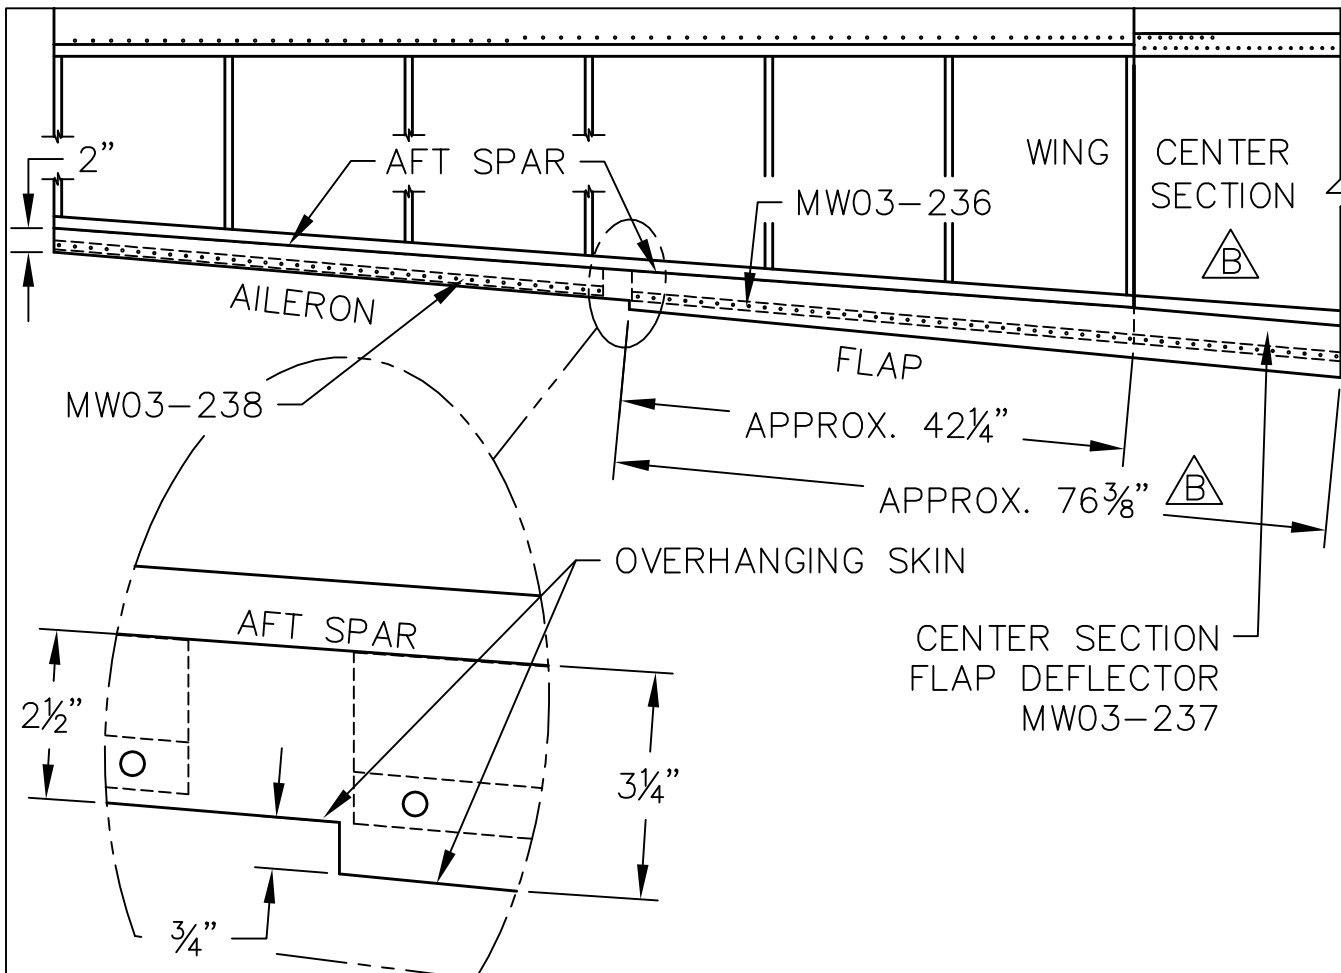 2”
AFT SPAR
MW03-236
WING
CENTER
SECTION
B
AILERON
FLAP
MW03-238
APPROX. 42¼”
APPROX. 76⅜”
B
OVERHANGING SKIN
AFT SPAR
CENTER SECTION
FLAP DEFLECTOR
MW03-237
2½”
3¼”
¾”